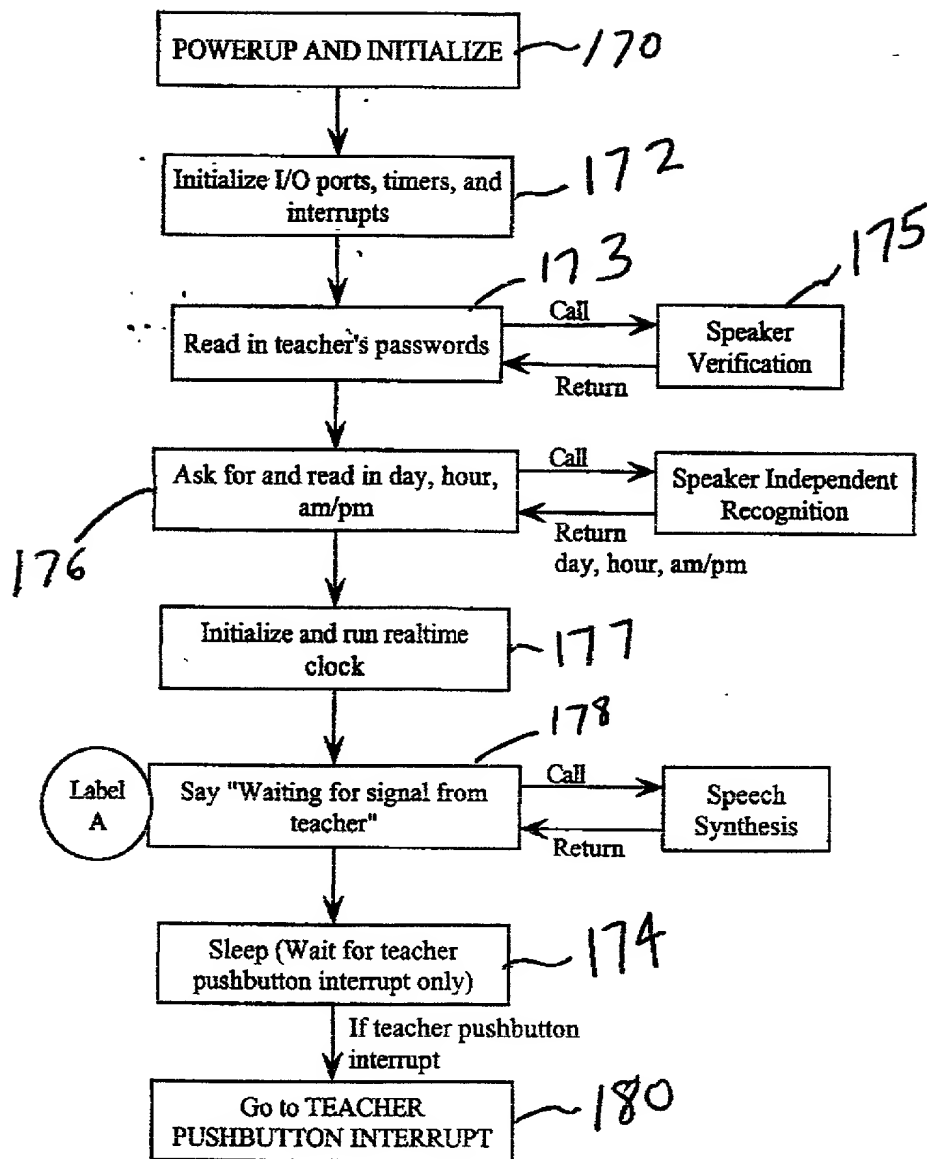 POWERUP AND INITIALIZE
170
Initialize I/O ports, timers, and
interrupts
172
173
175
Read in teacher's passwords
Call
Return
Speaker
Verification
Ask for and read in day, hour,
am/pm
176
Call
Return
day, hour, am/pm
Speaker Independent
Recognition
Initialize and run realtime
clock
177
178
Label
A
Say "Waiting for signal from
teacher"
Call
Return
Speech
Synthesis
Sleep (Wait for teacher
pushbutton interrupt only)
174
If teacher pushbutton
interrupt
Go to TEACHER
PUSHBUTTON INTERRUPT
180